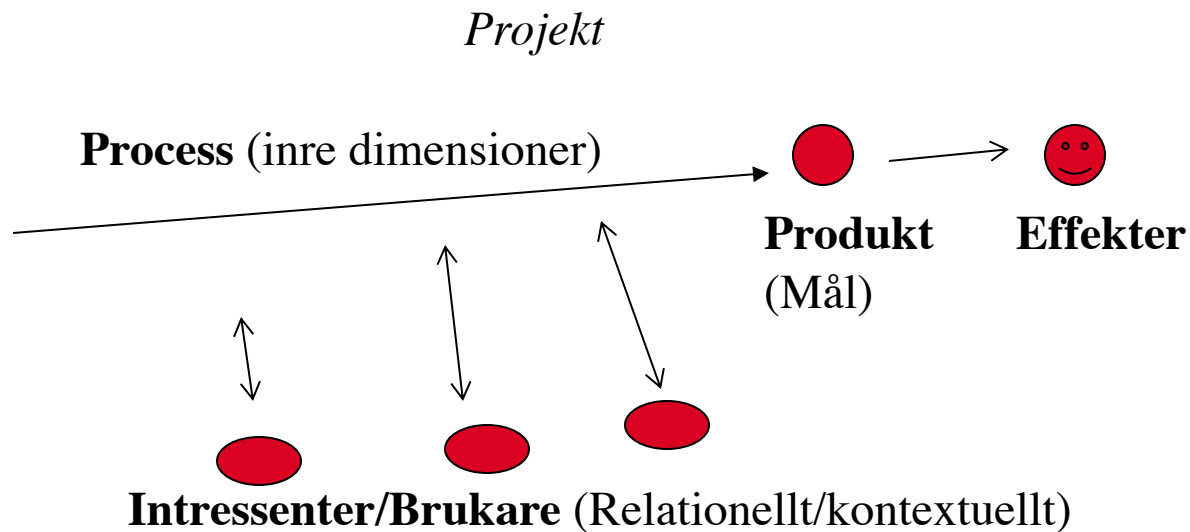 Projekt
Process (inre dimensioner)
Produkt
(Mål)
Effekter
Intressenter/Brukare (Relationellt/kontextuellt)